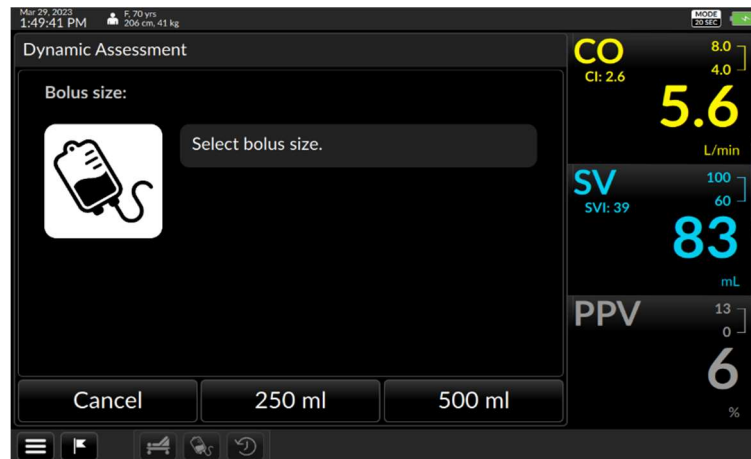 Mar 29, 2023
1:49:41 PM
F, 70 yrs
206 cm, 41 kg
MODE
20 SEC
Dynamic Assessment
Bolus size:
Select bolus size.
Cancel
250 ml
500 ml
CO
CI: 2.6
8.0
4.0
5.6
L/min
SV
SVI: 39
100
60
83
mL
PPV
13
0
6
%